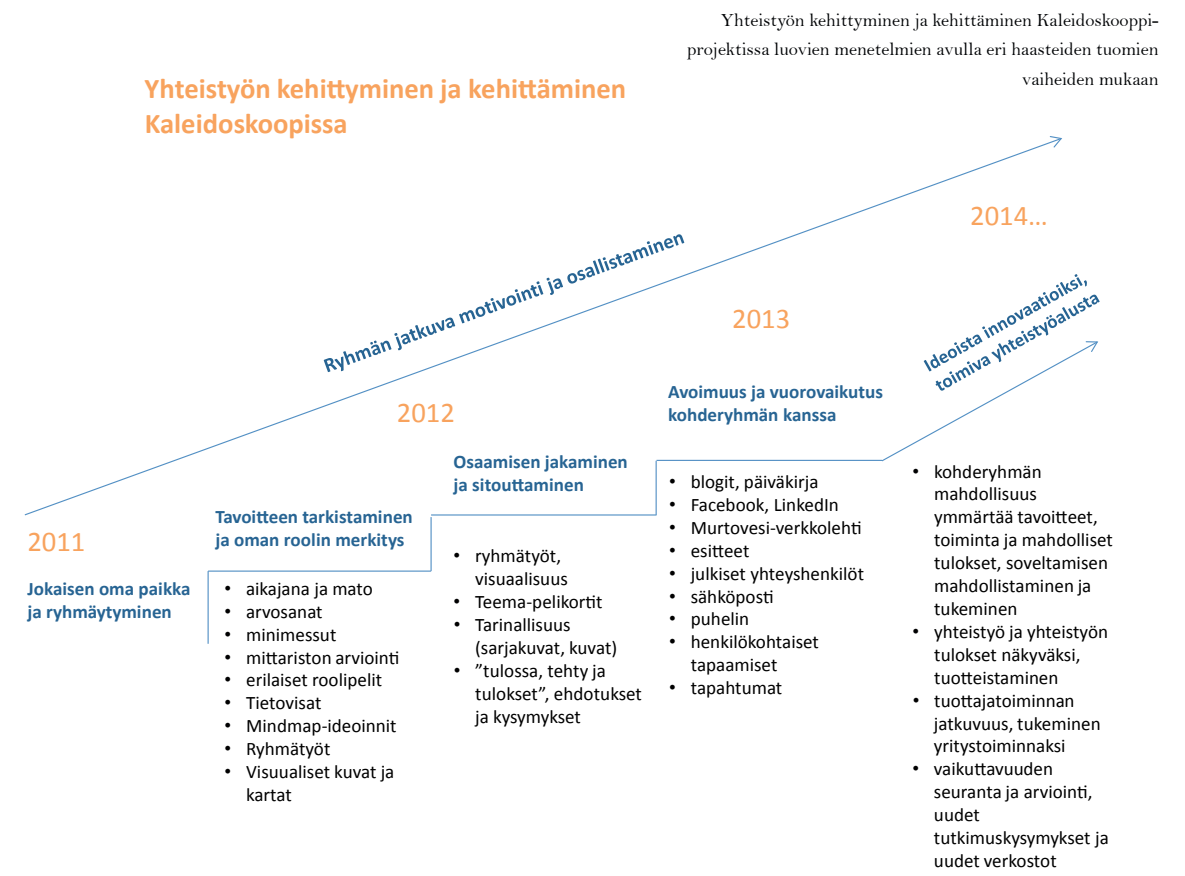 Yhteistyön kehittyminen ja kehittäminen Kaleidoskooppi-
projektissa luovien menetelmien avulla eri haasteiden tuomien
vaiheiden mukaan
Yhteistyön kehittyminen ja kehittäminen
Kaleidoskoopissa
Ryhmän jatkuva motivointi ja osallistaminen
2011
Jokaisen oma paikka
ja ryhmäytyminen
Tavoitteen tarkistaminen
ja oman roolin merkitys
• aikajana ja mato
• arvosanat
• minimessut
• mittariston arviointi
• erilaiset roolipelit
• Tietovisat
• Mindmap-ideoinnit
• Ryhmätyöt
• Visuualiset kuvat ja
kartat
2012
Osaamisen jakaminen
ja sitouttaminen
• ryhmätyöt,
visuaalisuus
• Teema-pelikortit
• Tarinallisuus
(sarjakuvat, kuvat)
• ”tulossa, tehty ja
tulokset”, ehdotukset
ja kysymykset
2013
Avoimuus ja vuorovaikutus
kohderyhmän kanssa
• blogit, päiväkirja
• Facebook, LinkedIn
• Murtovesi-verkkolehti
• esitteet
• julkiset yhteyshenkilöt
• sähköposti
• puhelin
• henkilökohtaiset
tapaamiset
• tapahtumat
2014...
Ideoista innovaatioiksi,
toimiva yhteistyöalusta
• kohderyhmän
mahdollisuus
ymmärtää tavoitteet,
toiminta ja mahdolliset
tulokset, soveltamisen
mahdollistaminen ja
tukeminen
• yhteistyö ja yhteistyön
tulokset näkyväksi,
tuotteistaminen
• tuottajatoiminnan
jatkuvuus, tukeminen
yritystoiminnaksi
• vaikuttavuuden
seuranta ja arviointi,
uudet
tutkimuskysymykset ja
uudet verkostot